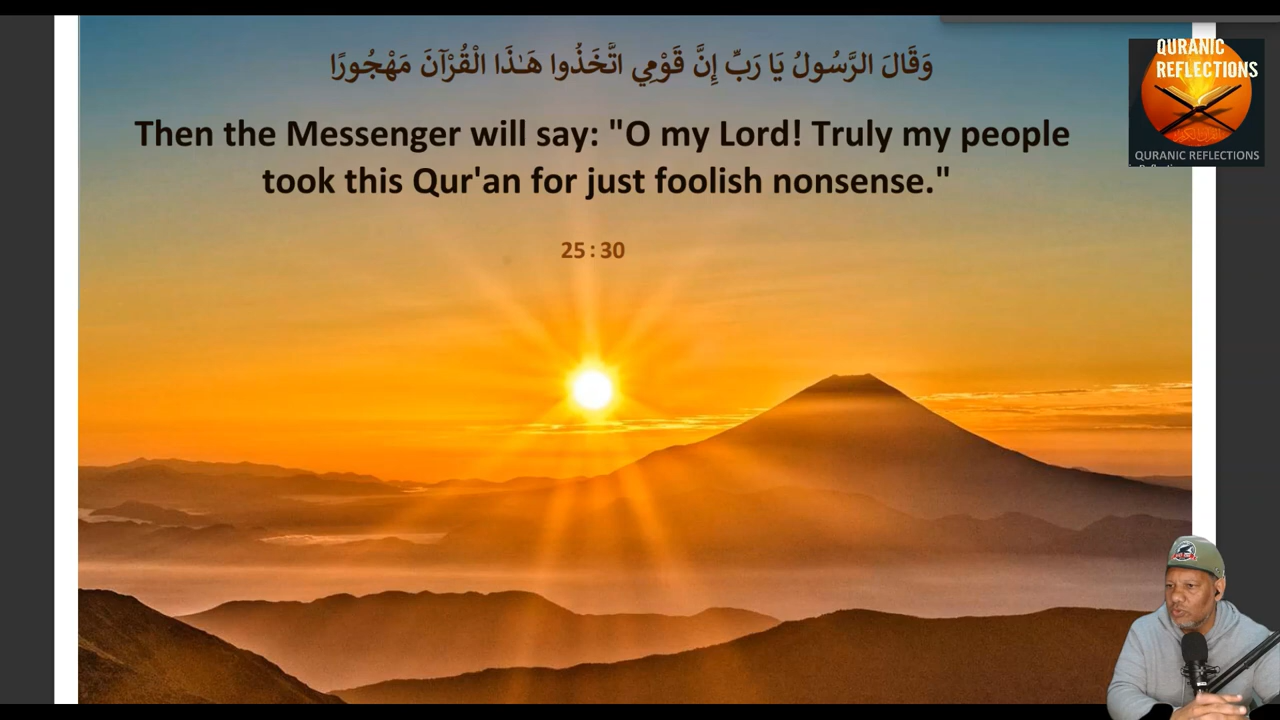 وَقَالَ الرَّسُولُ يَا رَبِّ إِنَّ قَوْمِي اتَّخَذُوا هَـٰذَا الْقُرْآنَ مَهْجُورًا
Then the Messenger will say: "O my Lord! Truly my people
took this Qur'an for just foolish nonsense."
25 : 30
QURANIC
REFLECTIONS
QURANIC REFLECTIONS